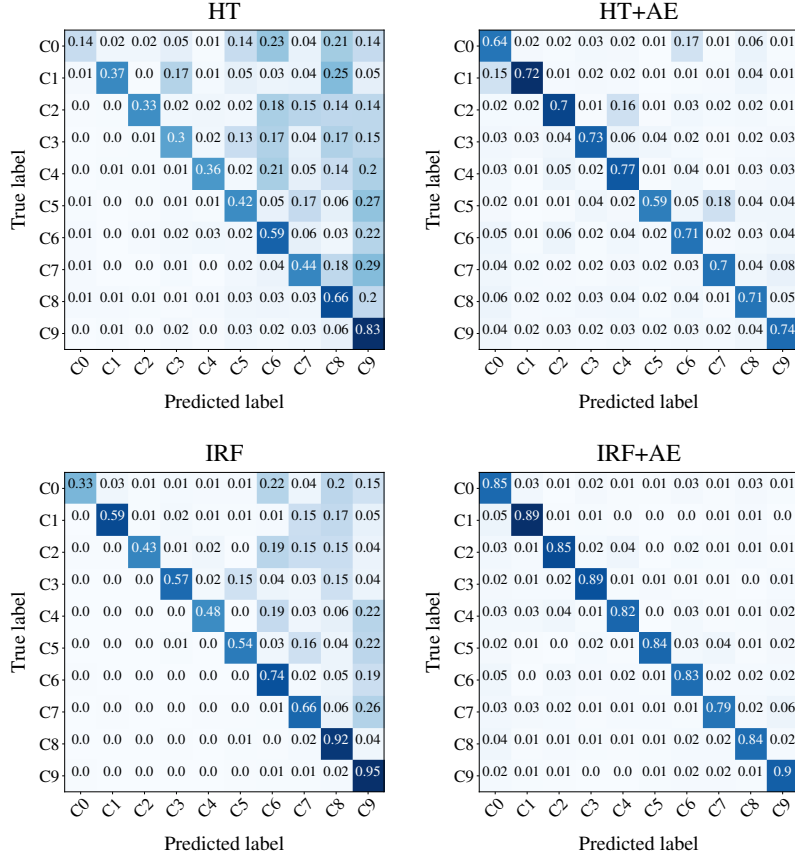 HT
C0 0.14 0.02 0.02 0.05 0.01 0.14 0.23 0.04 0.21 0.14
C1 0.01 0.37 0.0 0.17 0.01 0.05 0.03 0.04 0.25 0.05
C2 0.0 0.0 0.33 0.02 0.02 0.02 0.18 0.15 0.14 0.14
C3 0.0 0.0 0.01 0.3 0.02 0.13 0.17 0.04 0.17 0.15
C4 0.0 0.01 0.01 0.01 0.36 0.02 0.21 0.05 0.14 0.2
C5 0.01 0.0 0.0 0.01 0.01 0.42 0.05 0.17 0.06 0.27
C6 0.01 0.01 0.04 0.02 0.03 0.02 0.59 0.06 0.03 0.22
C7 0.01 0.0 0.0 0.01 0.0 0.02 0.04 0.44 0.18 0.29
C8 0.01 0.01 0.01 0.01 0.01 0.03 0.03 0.03 0.66 0.2
C9 0.0 0.01 0.0 0.02 0.0 0.02 0.03 0.03 0.06 0.83
C0 C1 C2 C3 C4 C5 C6 C7 C8 C9
Predicted label
True label
HT+AE
C0 0.64 0.02 0.02 0.03 0.02 0.01 0.17 0.01 0.06 0.01
C1 0.15 0.72 0.01 0.02 0.01 0.01 0.01 0.01 0.04 0.01
C2 0.02 0.02 0.7 0.01 0.16 0.01 0.03 0.02 0.02 0.01
C3 0.03 0.03 0.04 0.73 0.06 0.04 0.02 0.01 0.02 0.03
C4 0.03 0.02 0.05 0.02 0.77 0.01 0.04 0.01 0.03 0.03
C5 0.02 0.01 0.01 0.04 0.02 0.59 0.05 0.18 0.04 0.04
C6 0.05 0.01 0.06 0.02 0.04 0.02 0.71 0.02 0.03 0.04
C7 0.04 0.02 0.02 0.02 0.02 0.06 0.03 0.7 0.04 0.08
C8 0.06 0.02 0.02 0.03 0.04 0.02 0.04 0.01 0.71 0.05
C9 0.04 0.02 0.03 0.02 0.03 0.02 0.03 0.02 0.04 0.74
C0 C1 C2 C3 C4 C5 C6 C7 C8 C9
Predicted label
True label
IRF
C0 0.33 0.03 0.01 0.01 0.01 0.01 0.22 0.04 0.2 0.15
C1 0.0 0.59 0.01 0.02 0.01 0.01 0.01 0.15 0.17 0.05
C2 0.0 0.0 0.43 0.01 0.02 0.0 0.19 0.15 0.15 0.04
C3 0.0 0.0 0.0 0.57 0.02 0.15 0.04 0.03 0.15 0.04
C4 0.0 0.0 0.0 0.0 0.48 0.0 0.19 0.03 0.06 0.22
C5 0.0 0.0 0.0 0.01 0.0 0.54 0.03 0.16 0.04 0.22
C6 0.0 0.0 0.0 0.0 0.0 0.0 0.74 0.02 0.05 0.19
C7 0.0 0.0 0.0 0.0 0.0 0.0 0.01 0.66 0.06 0.26
C8 0.0 0.0 0.0 0.0 0.0 0.01 0.0 0.02 0.92 0.04
C9 0.0 0.0 0.0 0.0 0.0 0.0 0.01 0.01 0.02 0.95
C0 C1 C2 C3 C4 C5 C6 C7 C8 C9
Predicted label
True label
IRF+AE
C0 0.85 0.03 0.01 0.02 0.01 0.01 0.03 0.01 0.03 0.01
C1 0.05 0.89 0.01 0.01 0.0 0.0 0.0 0.01 0.01 0.0
C2 0.03 0.01 0.85 0.02 0.04 0.0 0.02 0.01 0.01 0.01
C3 0.02 0.01 0.02 0.89 0.01 0.01 0.01 0.01 0.0 0.01
C4 0.03 0.03 0.04 0.01 0.82 0.0 0.03 0.01 0.01 0.02
C5 0.02 0.01 0.0 0.02 0.01 0.84 0.03 0.04 0.01 0.02
C6 0.05 0.0 0.03 0.01 0.02 0.01 0.83 0.02 0.02 0.02
C7 0.03 0.03 0.02 0.01 0.01 0.01 0.01 0.79 0.02 0.06
C8 0.04 0.01 0.01 0.01 0.01 0.01 0.02 0.02 0.84 0.02
C9 0.02 0.01 0.01 0.0 0.0 0.01 0.02 0.02 0.01 0.9
C0 C1 C2 C3 C4 C5 C6 C7 C8 C9
Predicted label
True label